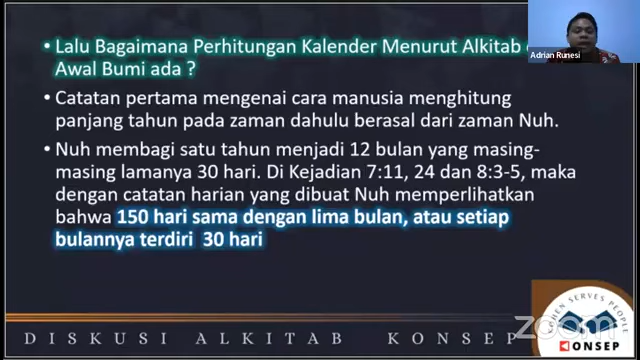 Lalu Bagaimana Perhitungan Kalender Menurut Alkitab
Awal Bumi ada ?
Catatan pertama mengenai cara manusia menghitung
panjang tahun pada zaman dahulu berasal dari zaman Nuh.
Nuh membagi satu tahun menjadi 12 bulan yang masing-
masing lamanya 30 hari. Di Kejadian 7:11, 24 dan 8:3-5, maka
dengan catatan harian yang dibuat Nuh memperlihatkan
bahwa 150 hari sama dengan lima bulan, atau setiap
bulannya terdiri 30 hari
Adrian Runesi
DISKUSI ALKITAB KONSEP
SERVES PEOPLE
zoom
KONSEP